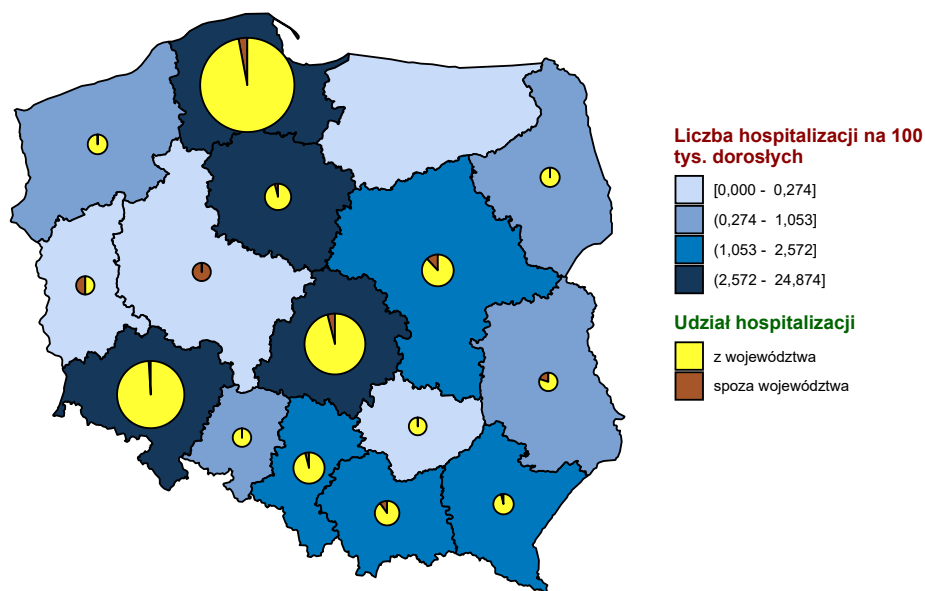 Liczba hospitalizacji na 100
tys. dorosłych
[0,000 - 0,274]
(0,274 - 1,053]
(1,053 - 2,572]
(2,572 - 24,874]
Udział hospitalizacji
z województwa
spoza województwa